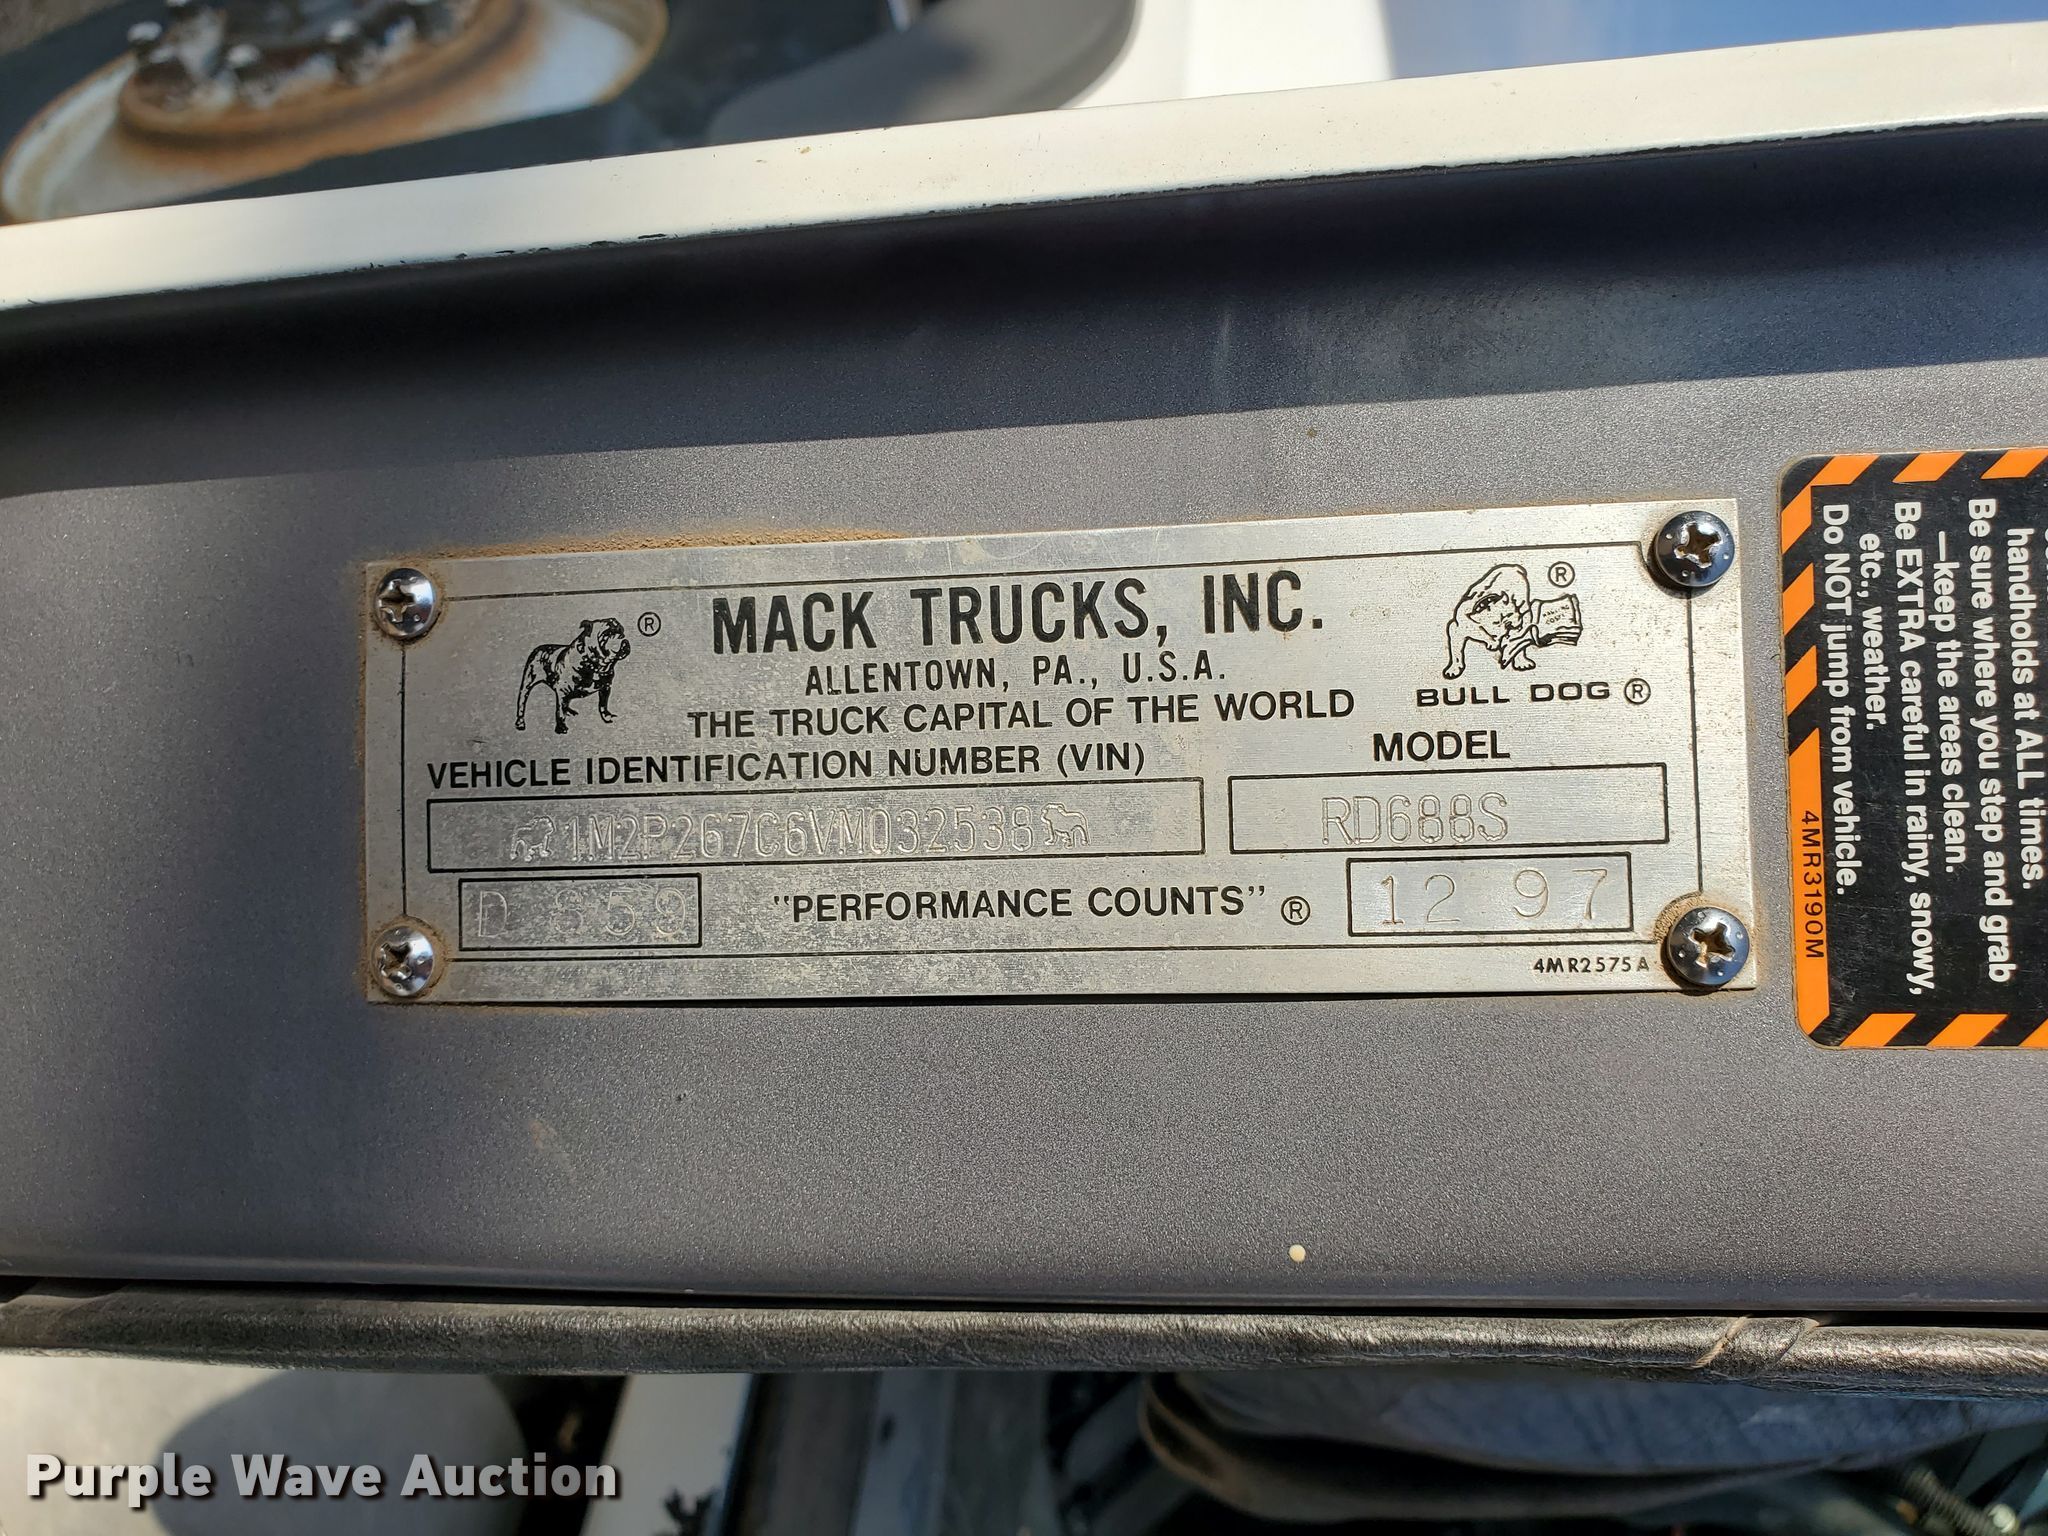 ® MACK TRUCKS, INC. ®
ALLENTOWN, PA., U.S.A.
BULL DOG ®
THE TRUCK CAPITAL OF THE WORLD
VEHICLE IDENTIFICATION NUMBER (VIN)
MODEL
1M2P267C6VM032538
RD688S
D 359
"PERFORMANCE COUNTS" ®
12 97
4MR2575A
handholds at ALL times.
Be sure where you step and grab
—keep the areas clean.
Be EXTRA careful in rainy, snowy,
etc., weather.
Do NOT jump from vehicle.
4MR3190M
Purple Wave Auction